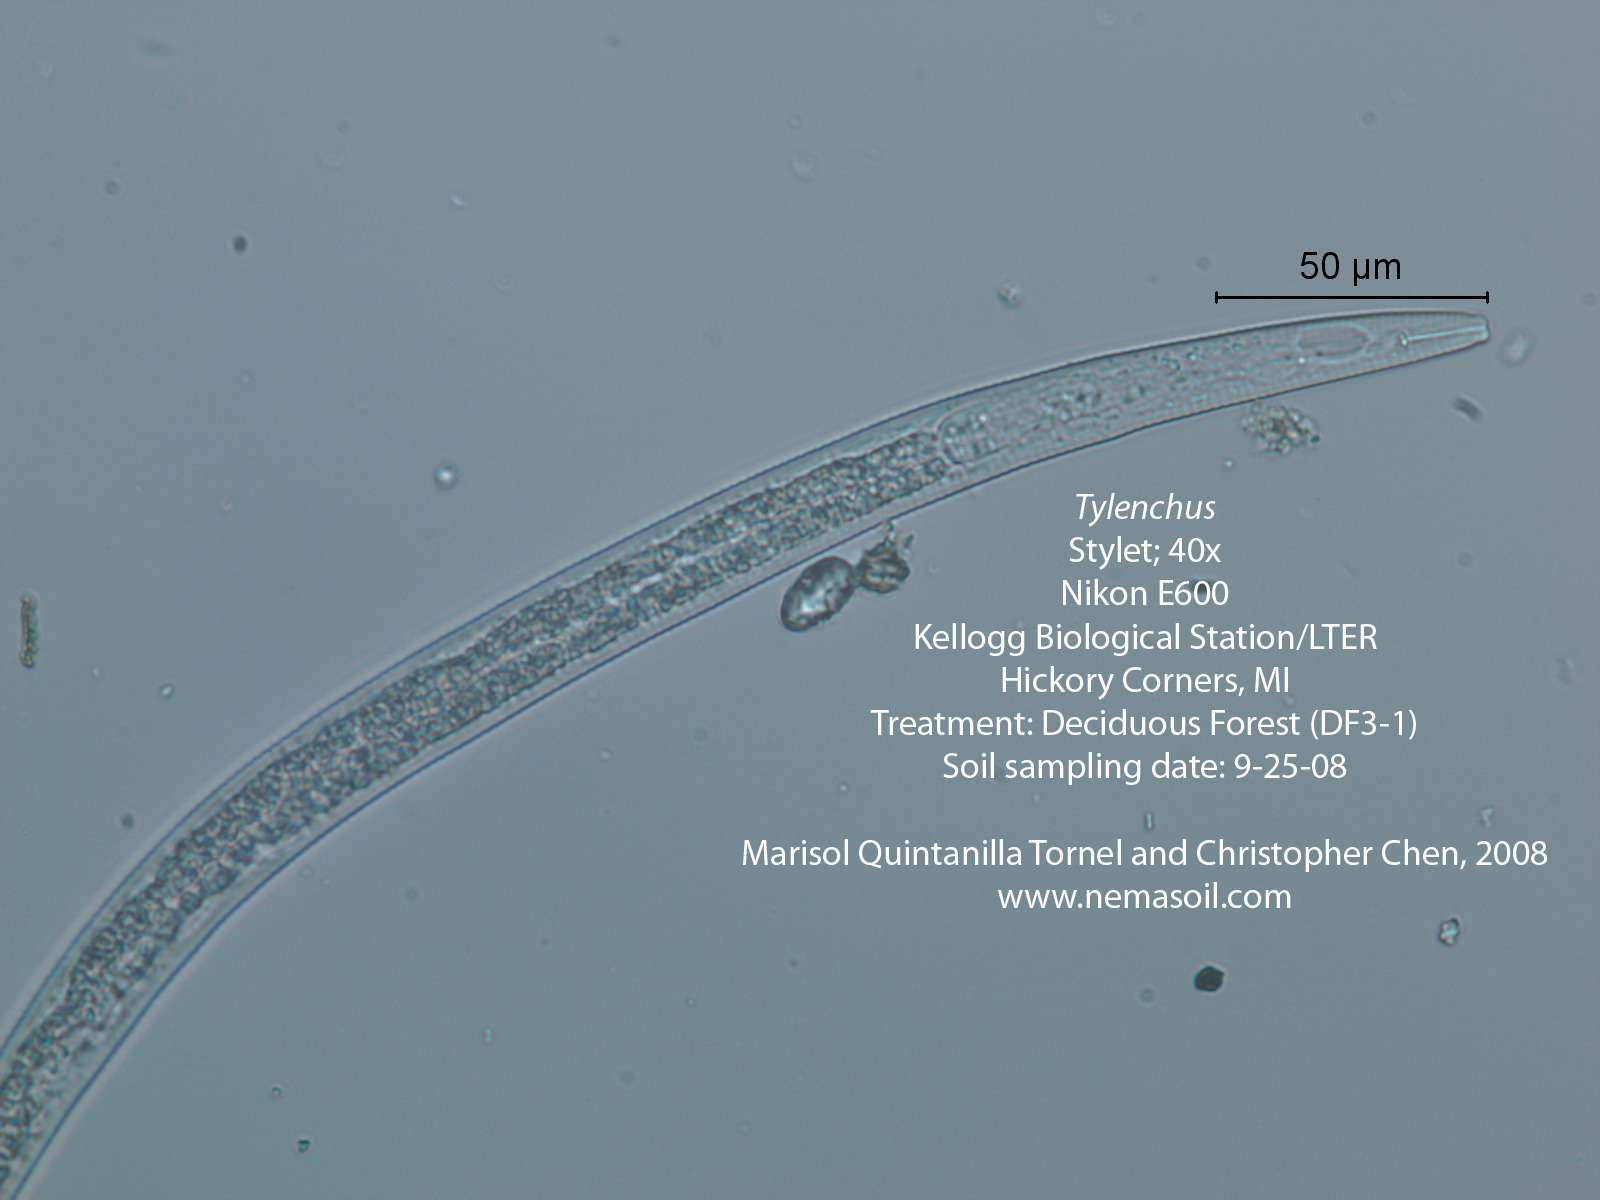 50 µm
Tylenchus
Stylet; 40x
Nikon E600
Kellogg Biological Station/LTER
Hickory Corners, MI
Treatment: Deciduous Forest (DF3-1)
Soil sampling date: 9-25-08
Marisol Quintanilla Tornel and Christopher Chen, 2008
www.nemasoil.com